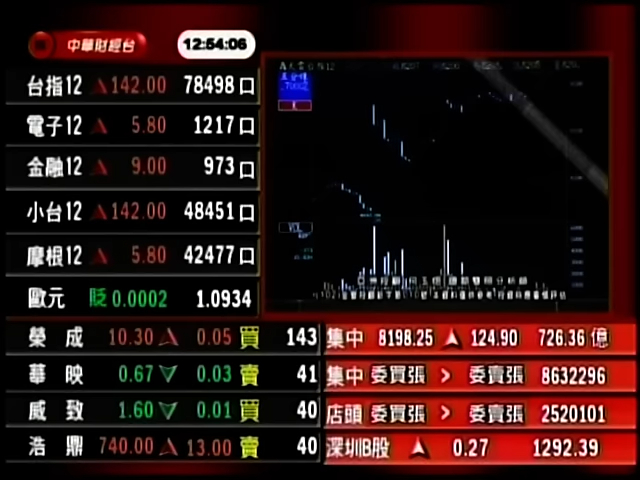 中華財經台 12:54:06
台指12 142.00 78498口
電子12 5.80 1217口
金融12 9.00 973口
小台12 142.00 48451口
摩根12 5.80 42477口
歐元 貶0.0002 1.0934
榮成 10.30 0.05 買 143
華映 0.67 0.03 賣 41
威致 1.60 0.01 買 40
浩鼎 740.00 13.00 賣 40
集中 8198.25 124.90 726.36 億
集中 委買張 > 委賣張 8632296
店頭 委買張 > 委賣張 2520101
深圳B股 0.27 1292.39